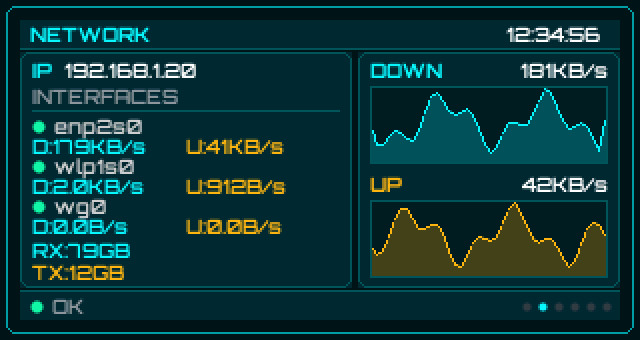 NETWORK 12:34:56
IP 192.168.1.20
INTERFACES
enp2s0
D:179KB/s U:41KB/s
wlp1s0
D:2.0KB/s U:912B/s
wg0
D:0.0B/s U:0.0B/s
RX:79GB
TX:12GB
DOWN 181KB/s
UP 42KB/s
OK